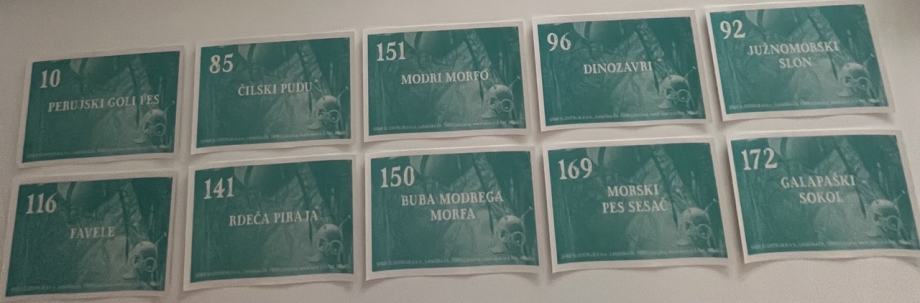 10
PERUJSKI GOLI PES
85
ČILSKI PUDU
151
MODRI MORFO
96
DINOZAVRI
92
JUŽNOMORSKI
SLON
116
FAVELE
141
RDEČA PIRAJA
150
BUBA MODREGA
MORFA
169
MORSKI
PES SESAČ
172
GALAPAŠKI
SOKOL